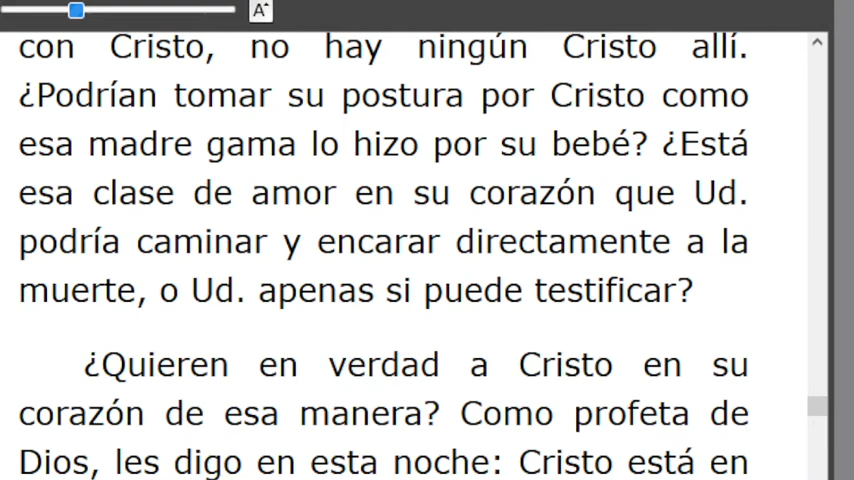 A
con Cristo, no hay ningún Cristo allí.
¿Podrían tomar su postura por Cristo como
esa madre gama lo hizo por su bebé? ¿Está
esa clase de amor en su corazón que Ud.
podría caminar y encarar directamente a la
muerte, o Ud. apenas si puede testificar?
¿Quieren en verdad a Cristo en su
corazón de esa manera? Como profeta de
Dios, les digo en esta noche: Cristo está en